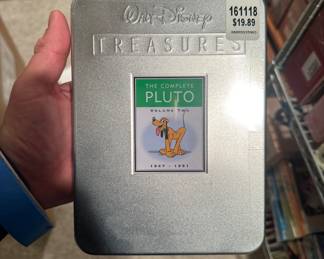 WALT DISNEY
161118
$19.89
TREASURES
THE COMPLETE
PLUTO
VOLUME TWO
1947 - 1951